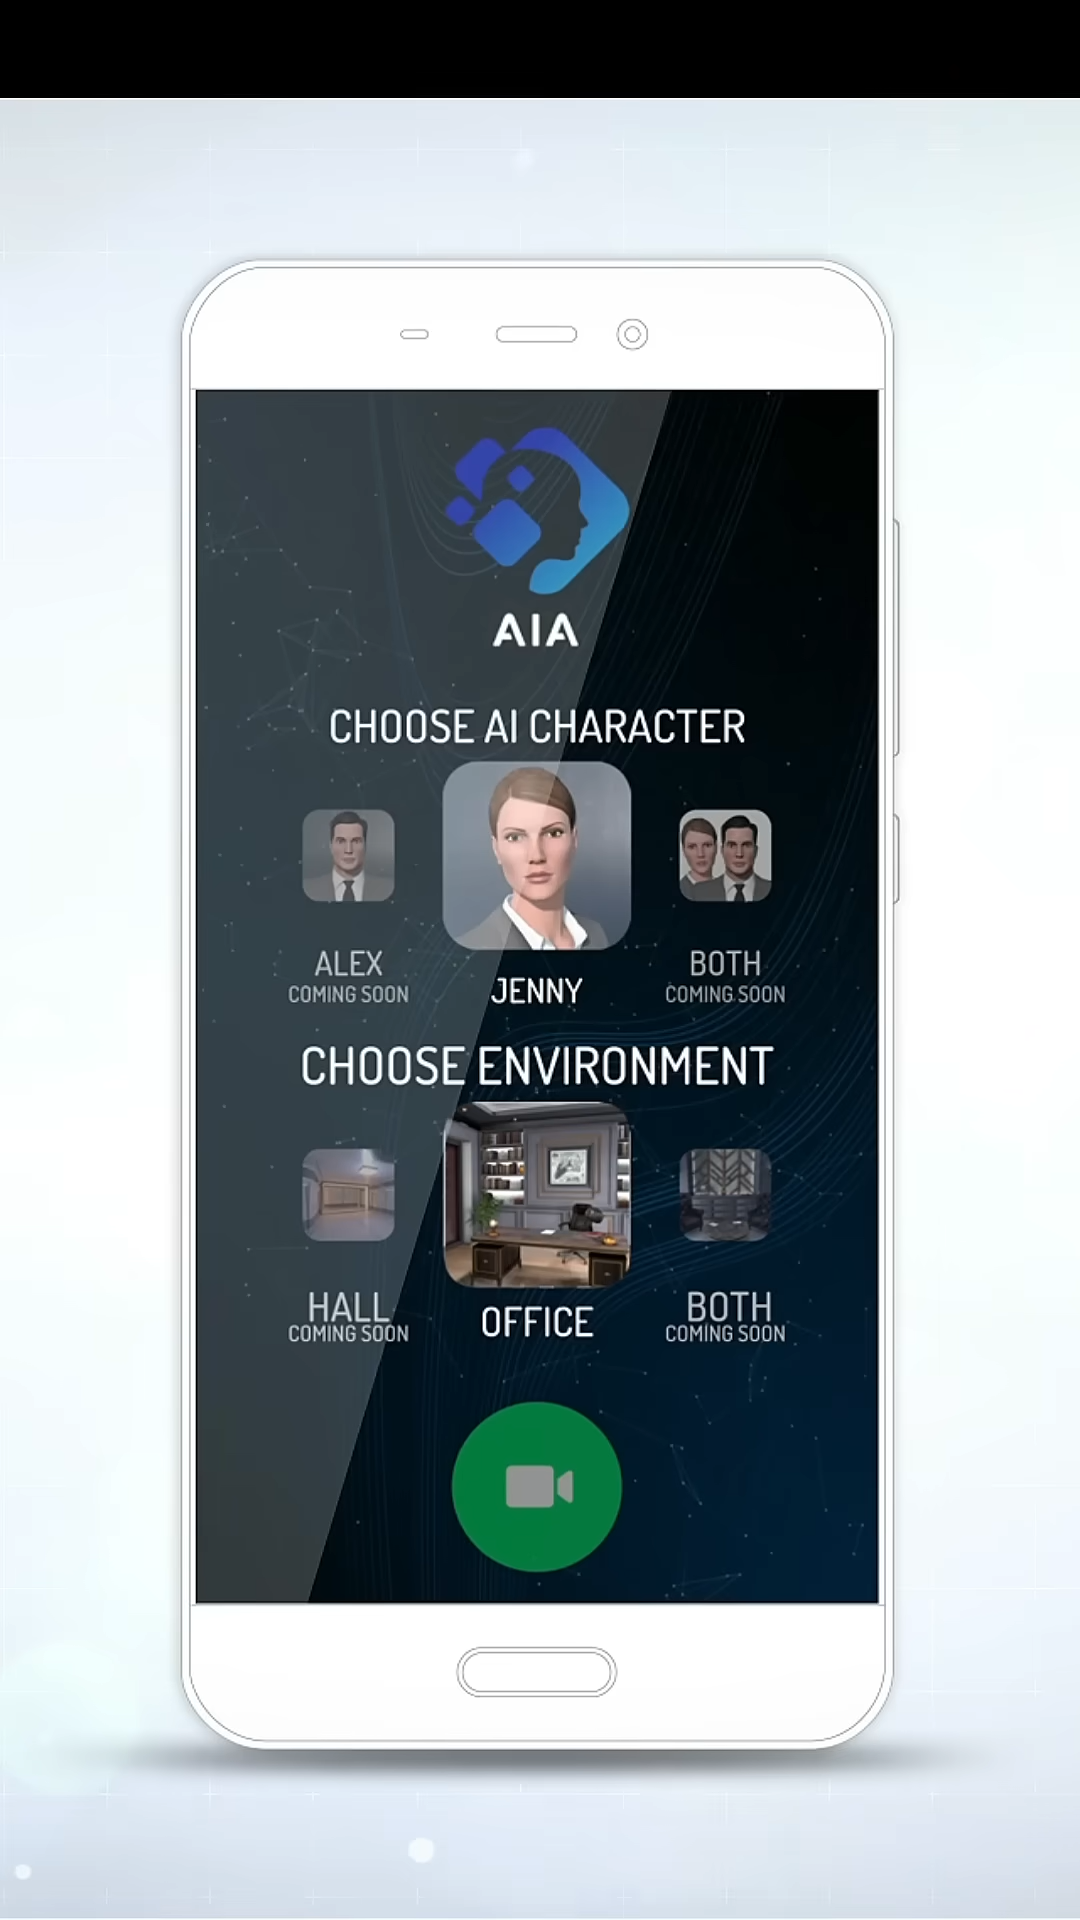 AIA
CHOOSE AI CHARACTER
ALEX
COMING SOON
JENNY
BOTH
COMING SOON
CHOOSE ENVIRONMENT
HALL
COMING SOON
OFFICE
BOTH
COMING SOON